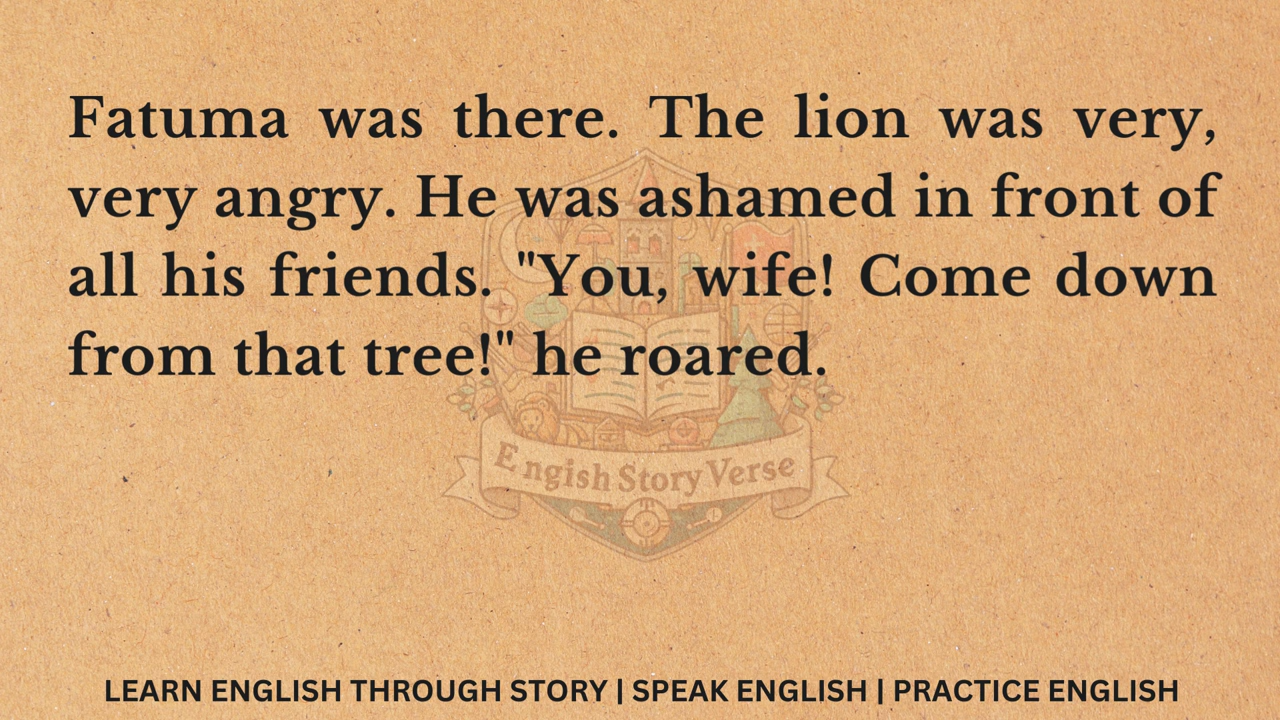 Fatuma was there. The lion was very,
very angry. He was ashamed in front of
all his friends. "You, wife! Come down
from that tree!" he roared.
Engish Story Verse
LEARN ENGLISH THROUGH STORY | SPEAK ENGLISH | PRACTICE ENGLISH